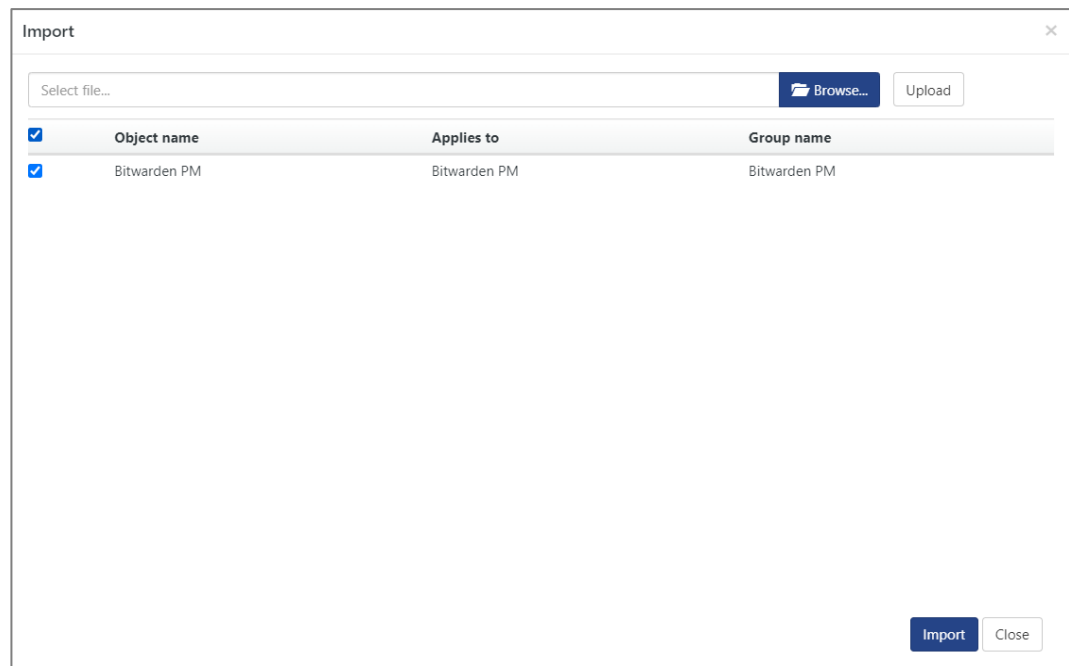 Import ×
Select file... Browse... Upload
Object name Applies to Group name
Bitwarden PM Bitwarden PM Bitwarden PM
Import Close